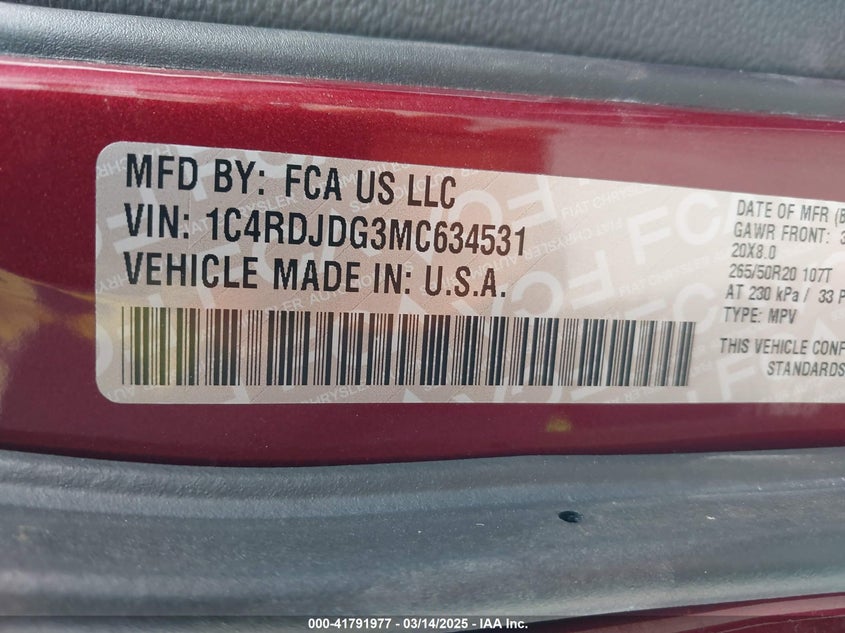 MFD BY: FCA US LLC
VIN: 1C4RDJDG3MC634531
VEHICLE MADE IN: U.S.A.
DATE OF MFR (B
GAWR FRONT: 3
20X8.0
265/50R20 107T
AT 230 kPa / 33 P
TYPE: MPV
THIS VEHICLE CONF
STANDARDS
000-41791977 - 03/14/2025 - IAA Inc.